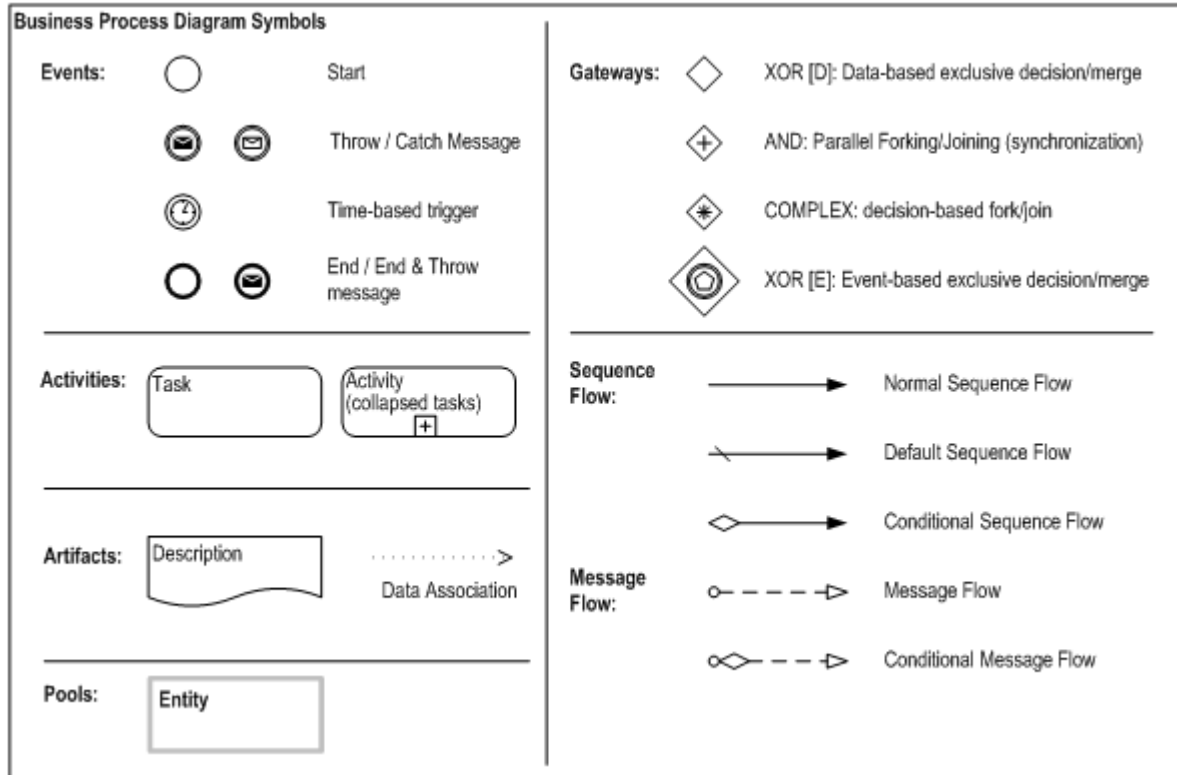 Business Process Diagram Symbols
Events:
Start
Throw / Catch Message
Time-based trigger
End / End & Throw
message
Activities:
Task
Activity
(collapsed tasks)
Artifacts:
Description
Data Association
Pools:
Entity
Gateways:
XOR [D]: Data-based exclusive decision/merge
AND: Parallel Forking/Joining (synchronization)
COMPLEX: decision-based fork/join
XOR [E]: Event-based exclusive decision/merge
Sequence
Flow:
Normal Sequence Flow
Default Sequence Flow
Conditional Sequence Flow
Message
Flow:
Message Flow
Conditional Message Flow